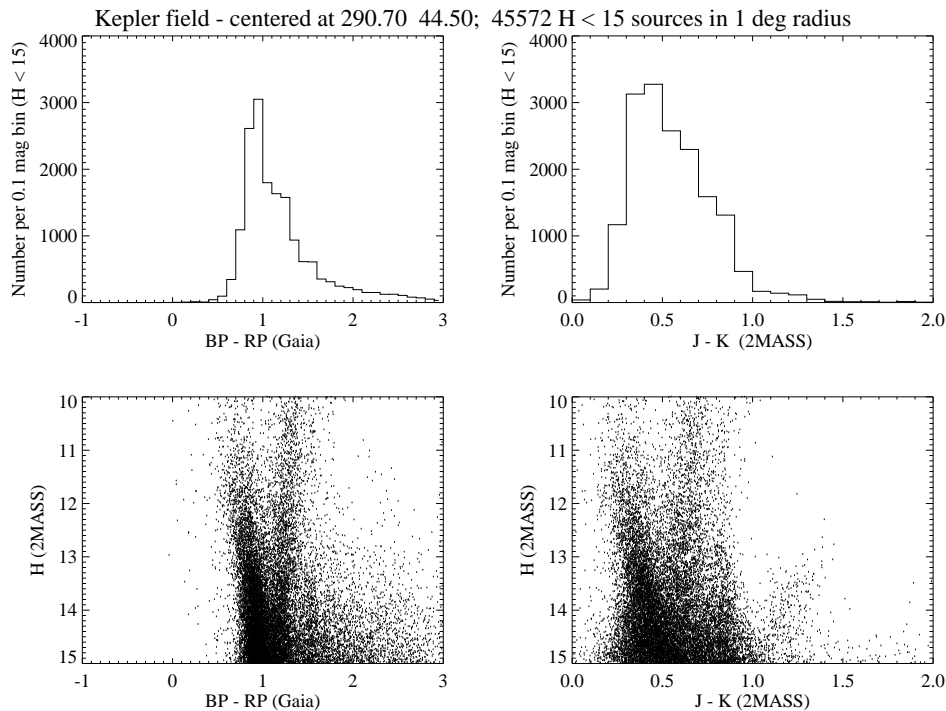 Kepler field - centered at 290.70 44.50; 45572 H < 15 sources in 1 deg radius
Number per 0.1 mag bin (H < 15)
4000
3000
2000
1000
0
-1 0 1 2 3
BP - RP (Gaia)
Number per 0.1 mag bin (H < 15)
4000
3000
2000
1000
0
0.0 0.5 1.0 1.5 2.0
J - K (2MASS)
H (2MASS)
10
11
12
13
14
15
-1 0 1 2 3
BP - RP (Gaia)
H (2MASS)
10
11
12
13
14
15
0.0 0.5 1.0 1.5 2.0
J - K (2MASS)